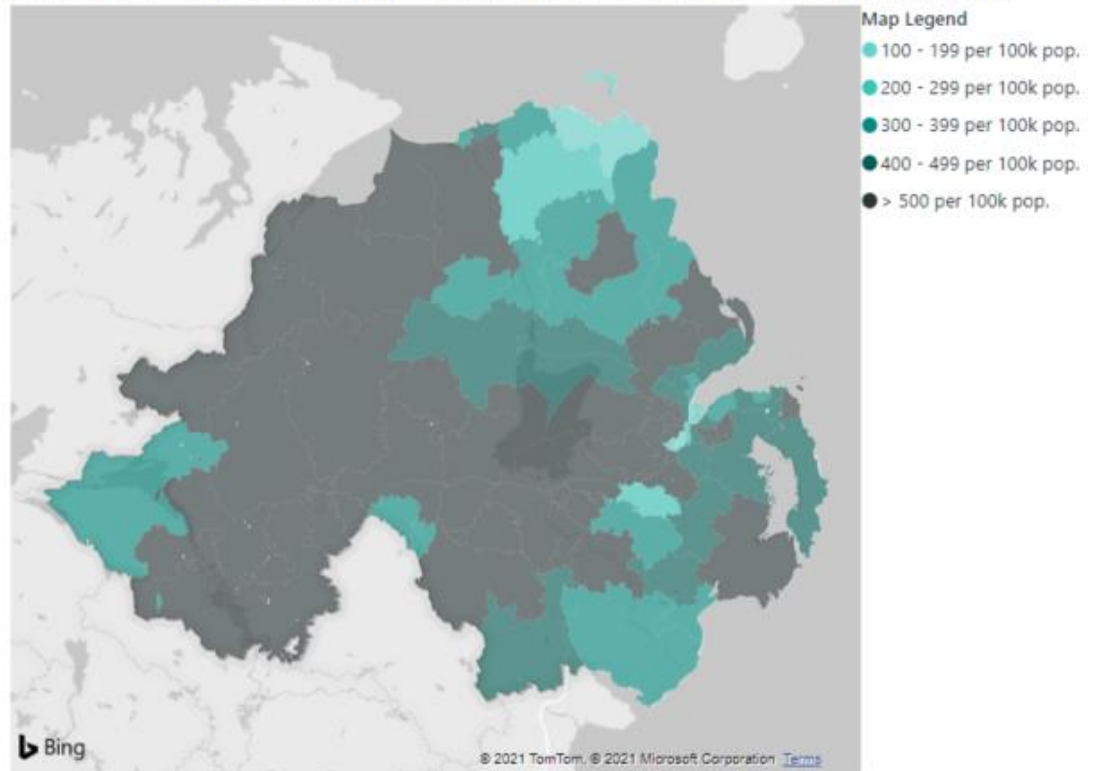 Map Legend
100 - 199 per 100k pop.
200 - 299 per 100k pop.
300 - 399 per 100k pop.
400 - 499 per 100k pop.
> 500 per 100k pop.
Bing
© 2021 TomTom, © 2021 Microsoft Corporation Terms